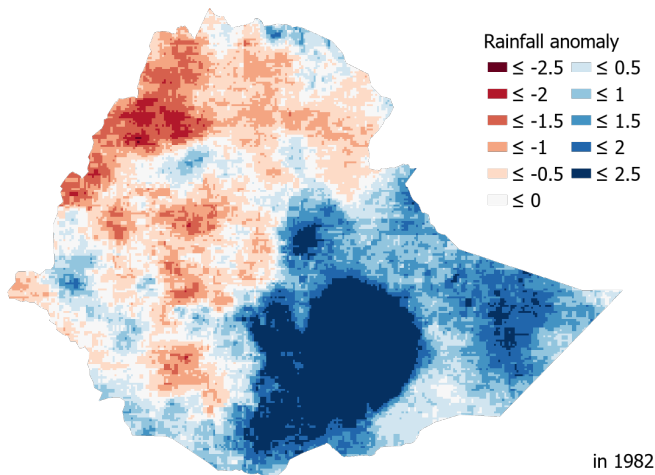 Rainfall anomaly
≤ -2.5 ≤ 0.5
≤ -2 ≤ 1
≤ -1.5 ≤ 1.5
≤ -1 ≤ 2
≤ -0.5 ≤ 2.5
≤ 0
in 1982